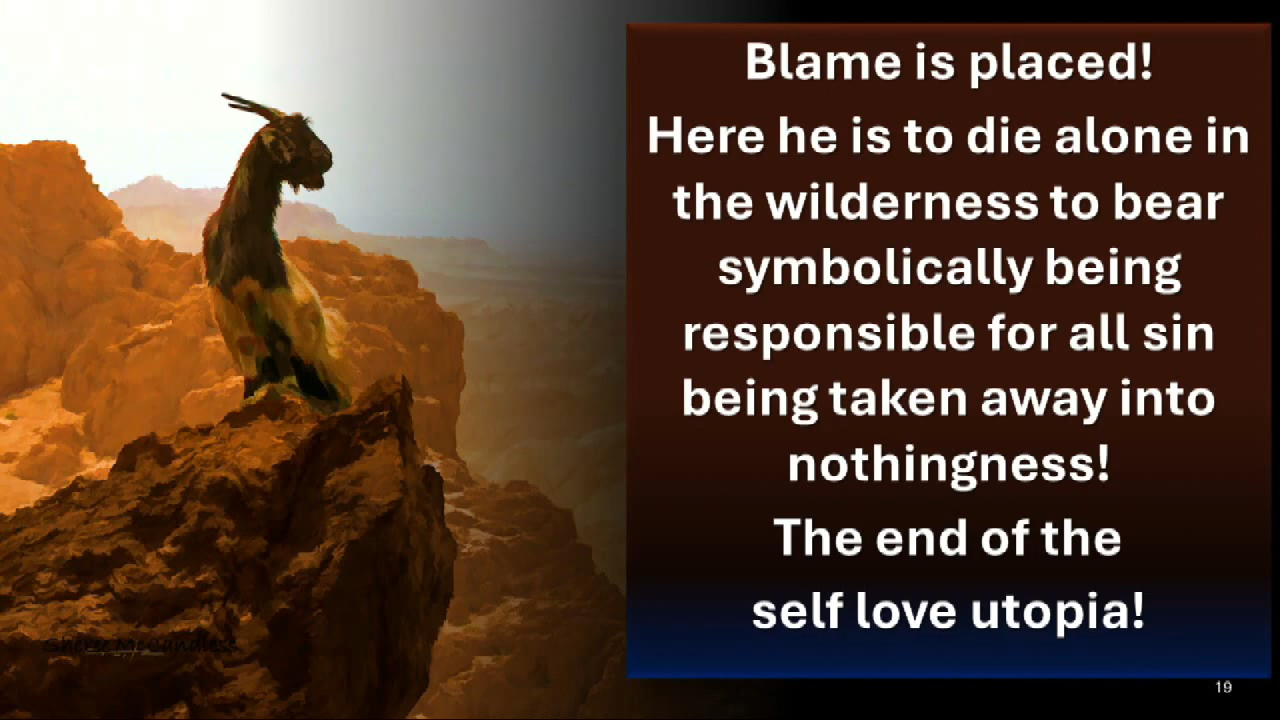 Blame is placed!
Here he is to die alone in
the wilderness to bear
symbolically being
responsible for all sin
being taken away into
nothingness!
The end of the
self love utopia!
19